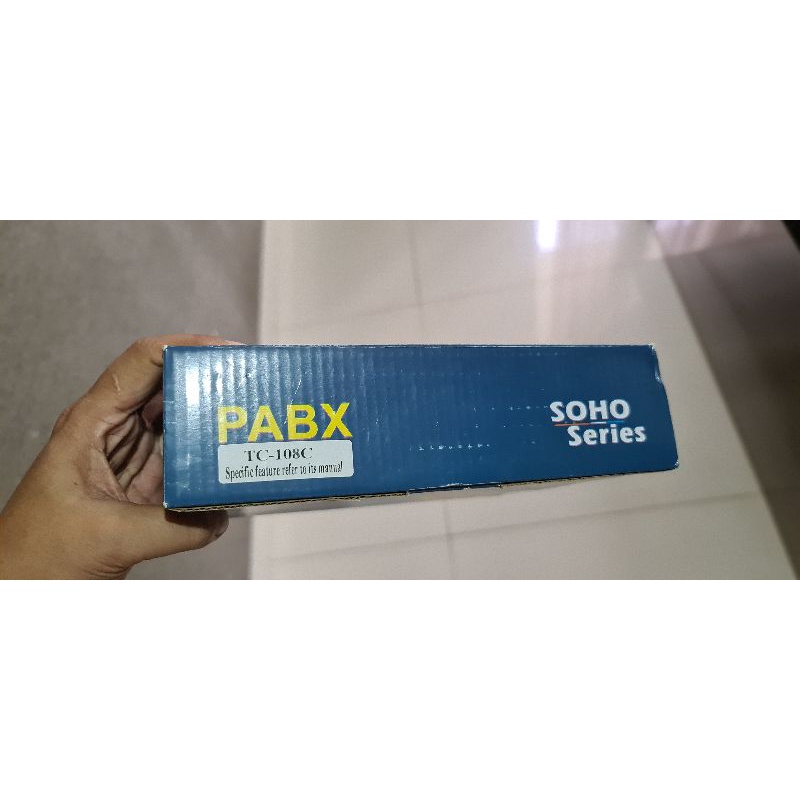 PABX
TC-108C
Specific feature refer to its manual
SOHO
Series